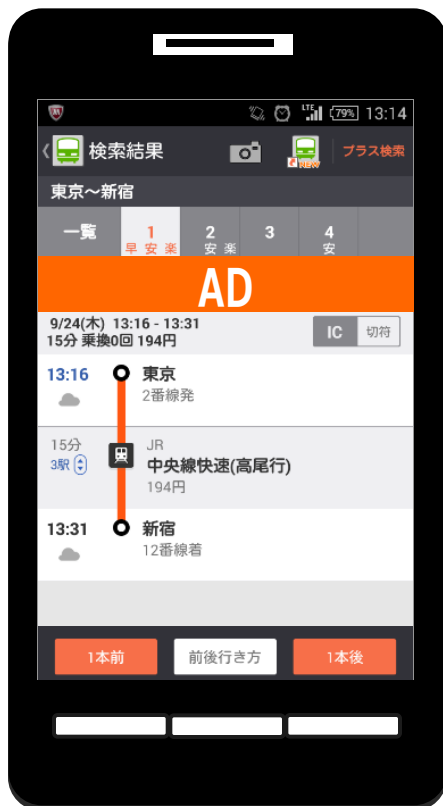 LTE 79% 13:14
検索結果 NEW プラス検索
東京～新宿
一覧 1 2 3 4
早 安 楽 安 楽 安
AD
9/24(木) 13:16 - 13:31
15分 乗換0回 194円
IC 切符
13:16 東京
2番線発
15分 JR
3駅 中央線快速(高尾行)
194円
13:31 新宿
12番線着
1本前 前後行き方 1本後